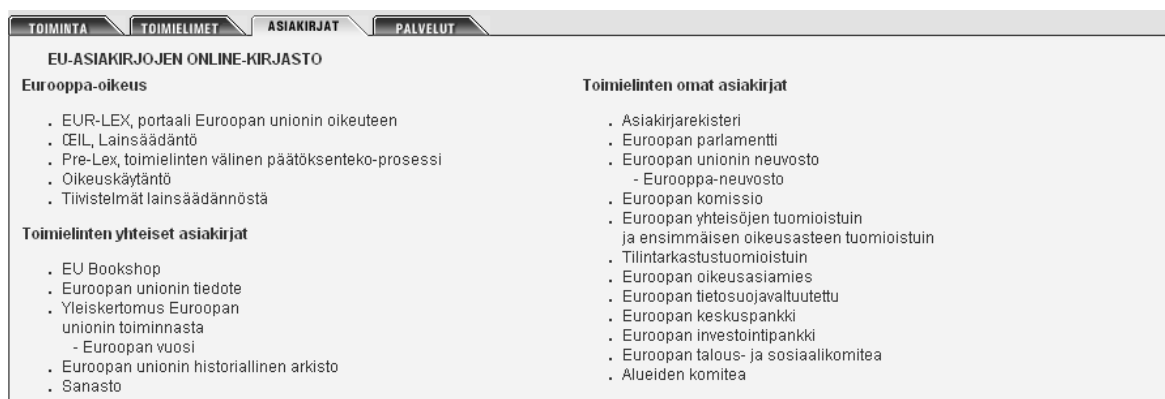 TOIMINTA TOIMIELIMET ASIAKIRJAT PALVELUT
EU-ASIAKIRJOJEN ONLINE-KIRJASTO
Eurooppa-oikeus
. EUR-LEX, portaali Euroopan unionin oikeuteen
. ŒIL, Lainsäädäntö
. Pre-Lex, toimielinten välinen päätöksenteko-prosessi
. Oikeuskäytäntö
. Tiivistelmät lainsäädännöstä
Toimielinten yhteiset asiakirjat
. EU Bookshop
. Euroopan unionin tiedote
. Yleiskertomus Euroopan
unionin toiminnasta
- Euroopan vuosi
. Euroopan unionin historiallinen arkisto
. Sanasto
Toimielinten omat asiakirjat
. Asiakirjarekisteri
. Euroopan parlamentti
. Euroopan unionin neuvosto
- Eurooppa-neuvosto
. Euroopan komissio
. Euroopan yhteisöjen tuomioistuin
ja ensimmäisen oikeusasteen tuomioistuin
. Tilintarkastustuomioistuin
. Euroopan oikeusasiamies
. Euroopan tietosuojavaltuutettu
. Euroopan keskuspankki
. Euroopan investointipankki
. Euroopan talous- ja sosiaalikomitea
. Alueiden komitea